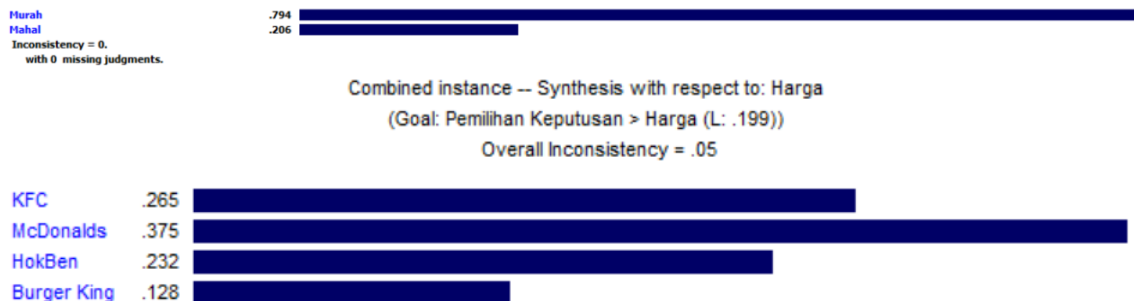 Murah .794
Mahal .206
Inconsistency = 0.
with 0 missing judgments.
Combined instance -- Synthesis with respect to: Harga
(Goal: Pemilihan Keputusan > Harga (L: .199))
Overall Inconsistency = .05
KFC .265
McDonalds .375
HokBen .232
Burger King .128